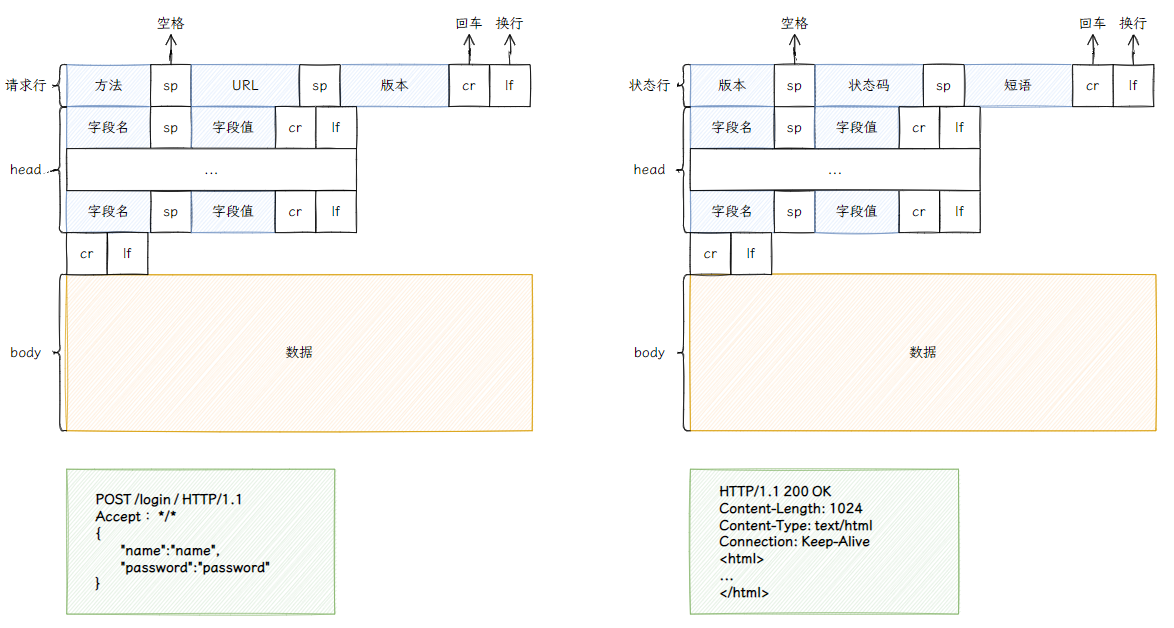 空格 回车 换行
请求行 方法 sp URL sp 版本 cr lf
字段名 sp 字段值 cr lf
head ...
字段名 sp 字段值 cr lf
cr lf
body 数据
POST /login / HTTP/1.1
Accept： */*
{
"name":"name",
"password":"password"
}
空格 回车 换行
状态行 版本 sp 状态码 sp 短语 cr lf
字段名 sp 字段值 cr lf
head ...
字段名 sp 字段值 cr lf
cr lf
body 数据
HTTP/1.1 200 OK
Content-Length: 1024
Content-Type: text/html
Connection: Keep-Alive
<html>
...
</html>